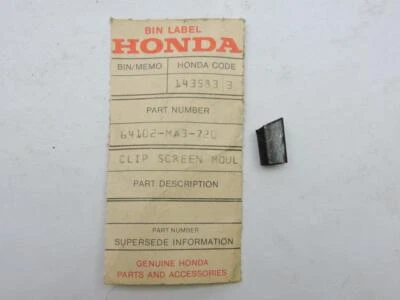 BIN LABEL
HONDA
BIN/MEMO HONDA CODE
143593 3
PART NUMBER
64102-MA3-720
CLIP SCREEN MOUL
PART DESCRIPTION
PART NUMBER
SUPERSEDE INFORMATION
GENUINE HONDA
PARTS AND ACCESSORIES